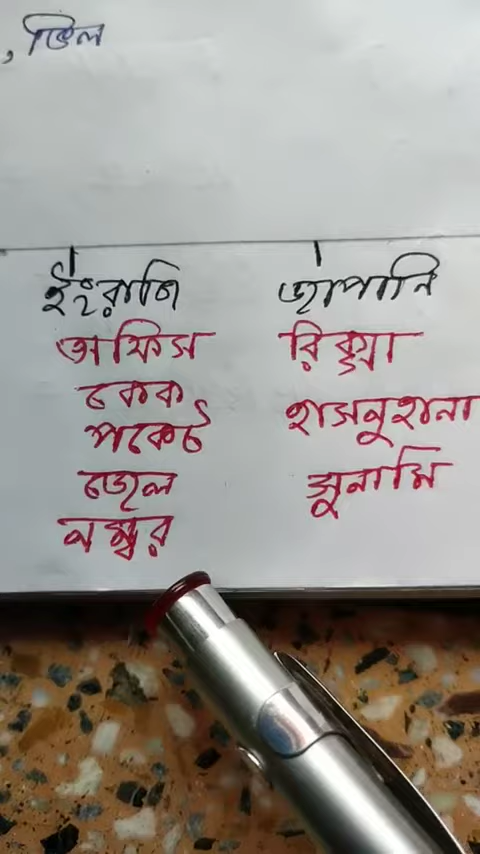 , ভিল
ইংরাজি
অফিস
কেক
পকেট
জেল
নম্বর
জাপানি
রিক্সা
হাসনুহানা
সুনামি